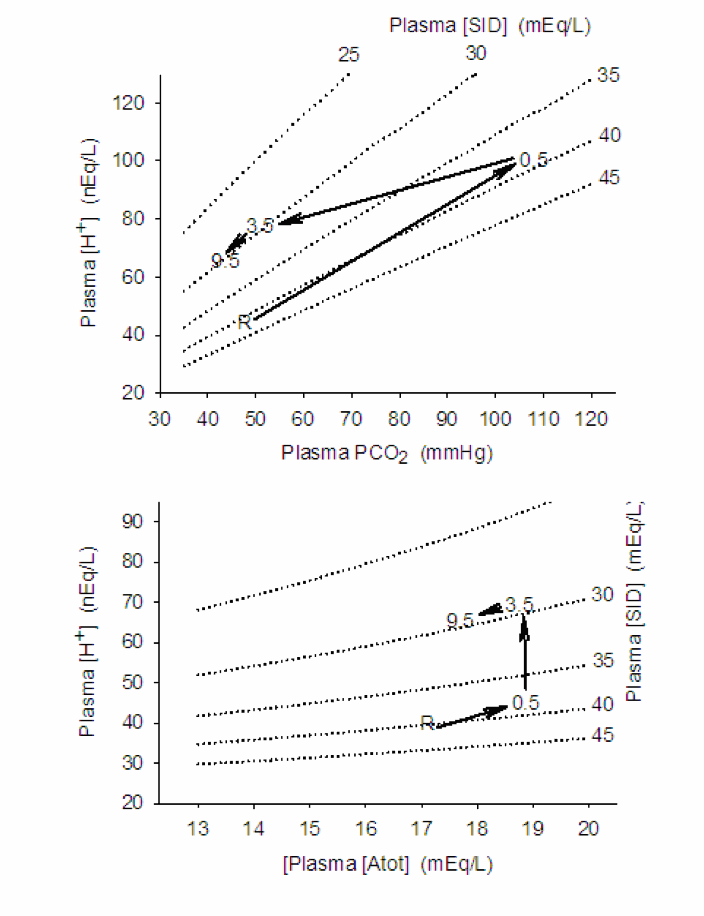 Plasma [SID] (mEq/L)
25 30
35
40
45
120
100
80
60
40
20
Plasma [H+] (nEq/L)
0.5
3.5
9.5
R
30 40 50 60 70 80 90 100 110 120
Plasma PCO2 (mmHg)
90
80
70
60
50
40
30
20
Plasma [H+] (nEq/L)
3.5
9.5
0.5
R
30
35
40
45
Plasma [SID] (mEq/L)
13 14 15 16 17 18 19 20
[Plasma [Atot] (mEq/L)